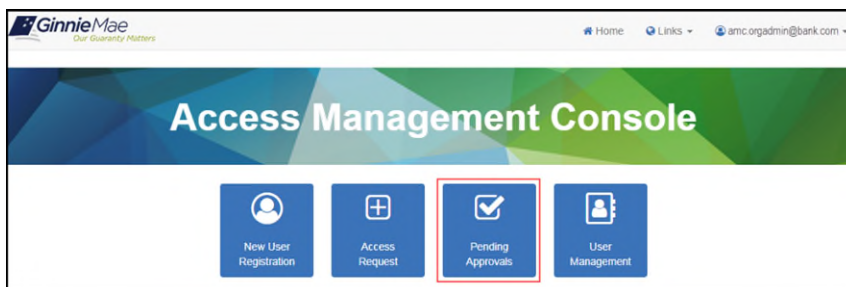 GinnieMae
Our Guaranty Matters
Home
Links
amc.orgadmin@bank.com
Access Management Console
New User
Registration
Access
Request
Pending
Approvals
User
Management